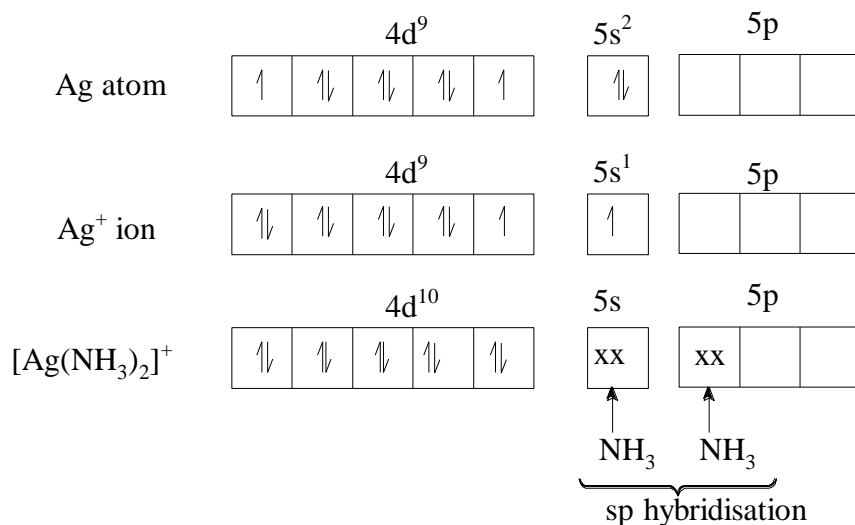 4d⁹ 5s² 5p
Ag atom
4d⁹ 5s¹ 5p
Ag⁺ ion
4d¹⁰ 5s 5p
[Ag(NH₃)₂]⁺ xx xx
NH₃ NH₃
sp hybridisation